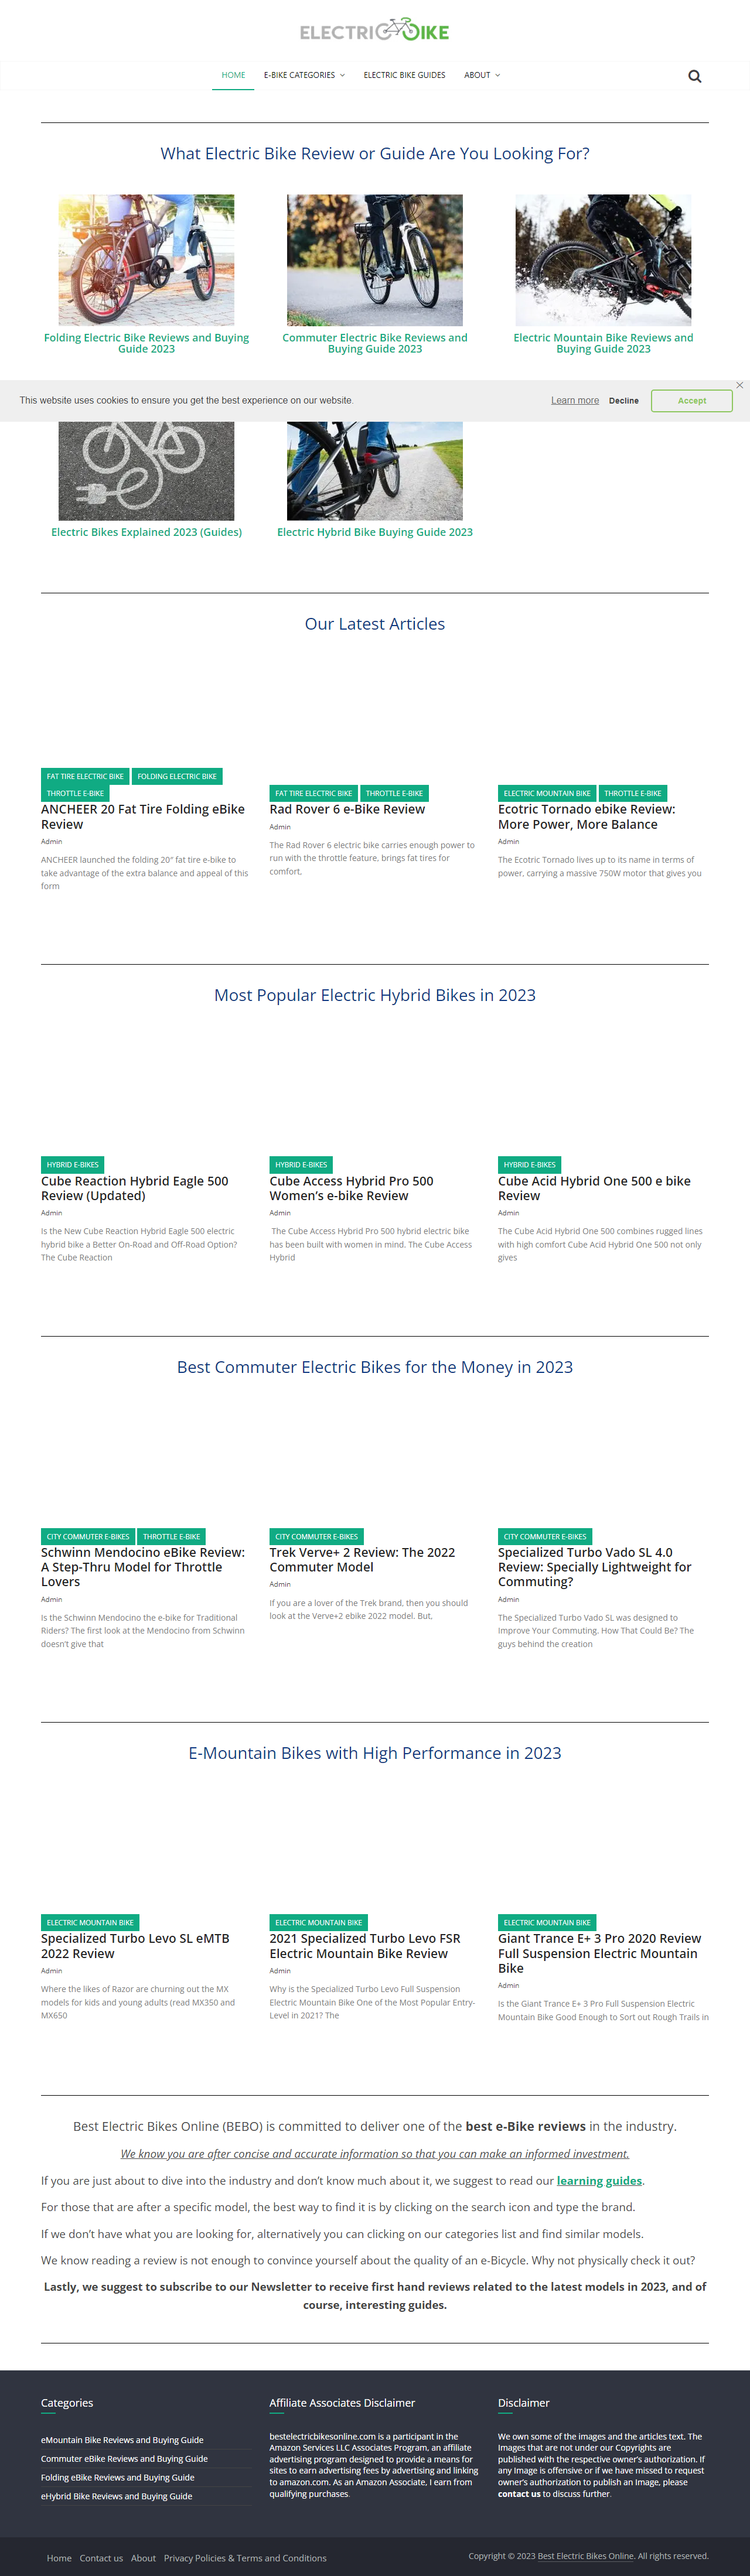 ELECTRIC BIKE
HOME
E-BIKE CATEGORIES
ELECTRIC BIKE GUIDES
ABOUT
What Electric Bike Review or Guide Are You Looking For?
Folding Electric Bike Reviews and Buying
Guide 2023
Commuter Electric Bike Reviews and
Buying Guide 2023
Electric Mountain Bike Reviews and
Buying Guide 2023
This website uses cookies to ensure you get the best experience on our website.
Learn more
Decline
Accept
Electric Bikes Explained 2023 (Guides)
Electric Hybrid Bike Buying Guide 2023
Our Latest Articles
FAT TIRE ELECTRIC BIKE
FOLDING ELECTRIC BIKE
THROTTLE E-BIKE
ANCHEER 20 Fat Tire Folding eBike
Review
Admin
ANCHEER launched the folding 20" fat tire e-bike to
take advantage of the extra balance and appeal of this
form
FAT TIRE ELECTRIC BIKE
THROTTLE E-BIKE
Rad Rover 6 e-Bike Review
Admin
The Rad Rover 6 electric bike carries enough power to
run with the throttle feature, brings fat tires for
comfort,
ELECTRIC MOUNTAIN BIKE
THROTTLE E-BIKE
Ecotric Tornado ebike Review:
More Power, More Balance
Admin
The Ecotric Tornado lives up to its name in terms of
power, carrying a massive 750W motor that gives you
Most Popular Electric Hybrid Bikes in 2023
HYBRID E-BIKES
Cube Reaction Hybrid Eagle 500
Review (Updated)
Admin
Is the New Cube Reaction Hybrid Eagle 500 electric
hybrid bike a Better On-Road and Off-Road Option?
The Cube Reaction
HYBRID E-BIKES
Cube Access Hybrid Pro 500
Women's e-bike Review
Admin
The Cube Access Hybrid Pro 500 hybrid electric bike
has been built with women in mind. The Cube Access
Hybrid
HYBRID E-BIKES
Cube Acid Hybrid One 500 e bike
Review
Admin
The Cube Acid Hybrid One 500 combines rugged lines
with high comfort Cube Acid Hybrid One 500 not only
gives
Best Commuter Electric Bikes for the Money in 2023
CITY COMMUTER E-BIKES
THROTTLE E-BIKE
Schwinn Mendocino eBike Review:
A Step-Thru Model for Throttle
Lovers
Admin
Is the Schwinn Mendocino the e-bike for Traditional
Riders? The first look at the Mendocino from Schwinn
doesn't give that
CITY COMMUTER E-BIKES
Trek Verve+ 2 Review: The 2022
Commuter Model
Admin
If you are a lover of the Trek brand, then you should
look at the Verve+2 ebike 2022 model. But,
CITY COMMUTER E-BIKES
Specialized Turbo Vado SL 4.0
Review: Specially Lightweight for
Commuting?
Admin
The Specialized Turbo Vado SL was designed to
Improve Your Commuting. How That Could Be? The
guys behind the creation
E-Mountain Bikes with High Performance in 2023
ELECTRIC MOUNTAIN BIKE
Specialized Turbo Levo SL eMTB
2022 Review
Admin
Where the likes of Razor are churning out the MX
models for kids and young adults (read MX350 and
MX650
ELECTRIC MOUNTAIN BIKE
2021 Specialized Turbo Levo FSR
Electric Mountain Bike Review
Admin
Why is the Specialized Turbo Levo Full Suspension
Electric Mountain Bike One of the Most Popular Entry-
Level in 2021? The
ELECTRIC MOUNTAIN BIKE
Giant Trance E+ 3 Pro 2020 Review
Full Suspension Electric Mountain
Bike
Admin
Is the Giant Trance E+ 3 Pro Full Suspension Electric
Mountain Bike Good Enough to Sort out Rough Trails in
Best Electric Bikes Online (BEBO) is committed to deliver one of the best e-Bike reviews in the industry.
We know you are after concise and accurate information so that you can make an informed investment.
If you are just about to dive into the industry and don't know much about it, we suggest to read our learning guides.
For those that are after a specific model, the best way to find it is by clicking on the search icon and type the brand.
If we don't have what you are looking for, alternatively you can clicking on our categories list and find similar models.
We know reading a review is not enough to convince yourself about the quality of an e-Bicycle. Why not physically check it out?
Lastly, we suggest to subscribe to our Newsletter to receive first hand reviews related to the latest models in 2023, and of
course, interesting guides.
Categories
eMountain Bike Reviews and Buying Guide
Commuter eBike Reviews and Buying Guide
Folding eBike Reviews and Buying Guide
eHybrid Bike Reviews and Buying Guide
Affiliate Associates Disclaimer
bestelectricbikesonline.com is a participant in the
Amazon Services LLC Associates Program, an affiliate
advertising program designed to provide a means for
sites to earn advertising fees by advertising and linking
to amazon.com. As an Amazon Associate, I earn from
qualifying purchases.
Disclaimer
We own some of the images and the articles text. The
Images that are not under our Copyrights are
published with the respective owner's authorization. If
any Image is offensive or if we have missed to request
owner's authorization to publish an Image, please
contact us to discuss further.
Home
Contact us
About
Privacy Policies & Terms and Conditions
Copyright © 2023 Best Electric Bikes Online. All rights reserved.